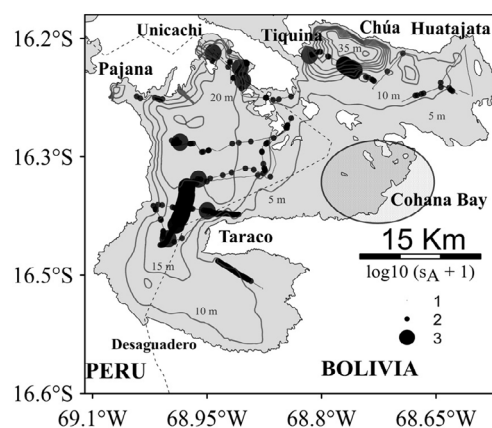 16.2°S
16.3°S
16.5°S
16.6°S
69.1°W 68.95°W 68.8°W 68.65°W
Unicachi
Tiquina
Chúa
Huatajata
Pajana
35 m
20 m
10 m
5 m
5 m
Cohana Bay
Taraco
15 Km
log10 (sA + 1)
1
2
3
15 m
10 m
Desaguadero
PERU
BOLIVIA